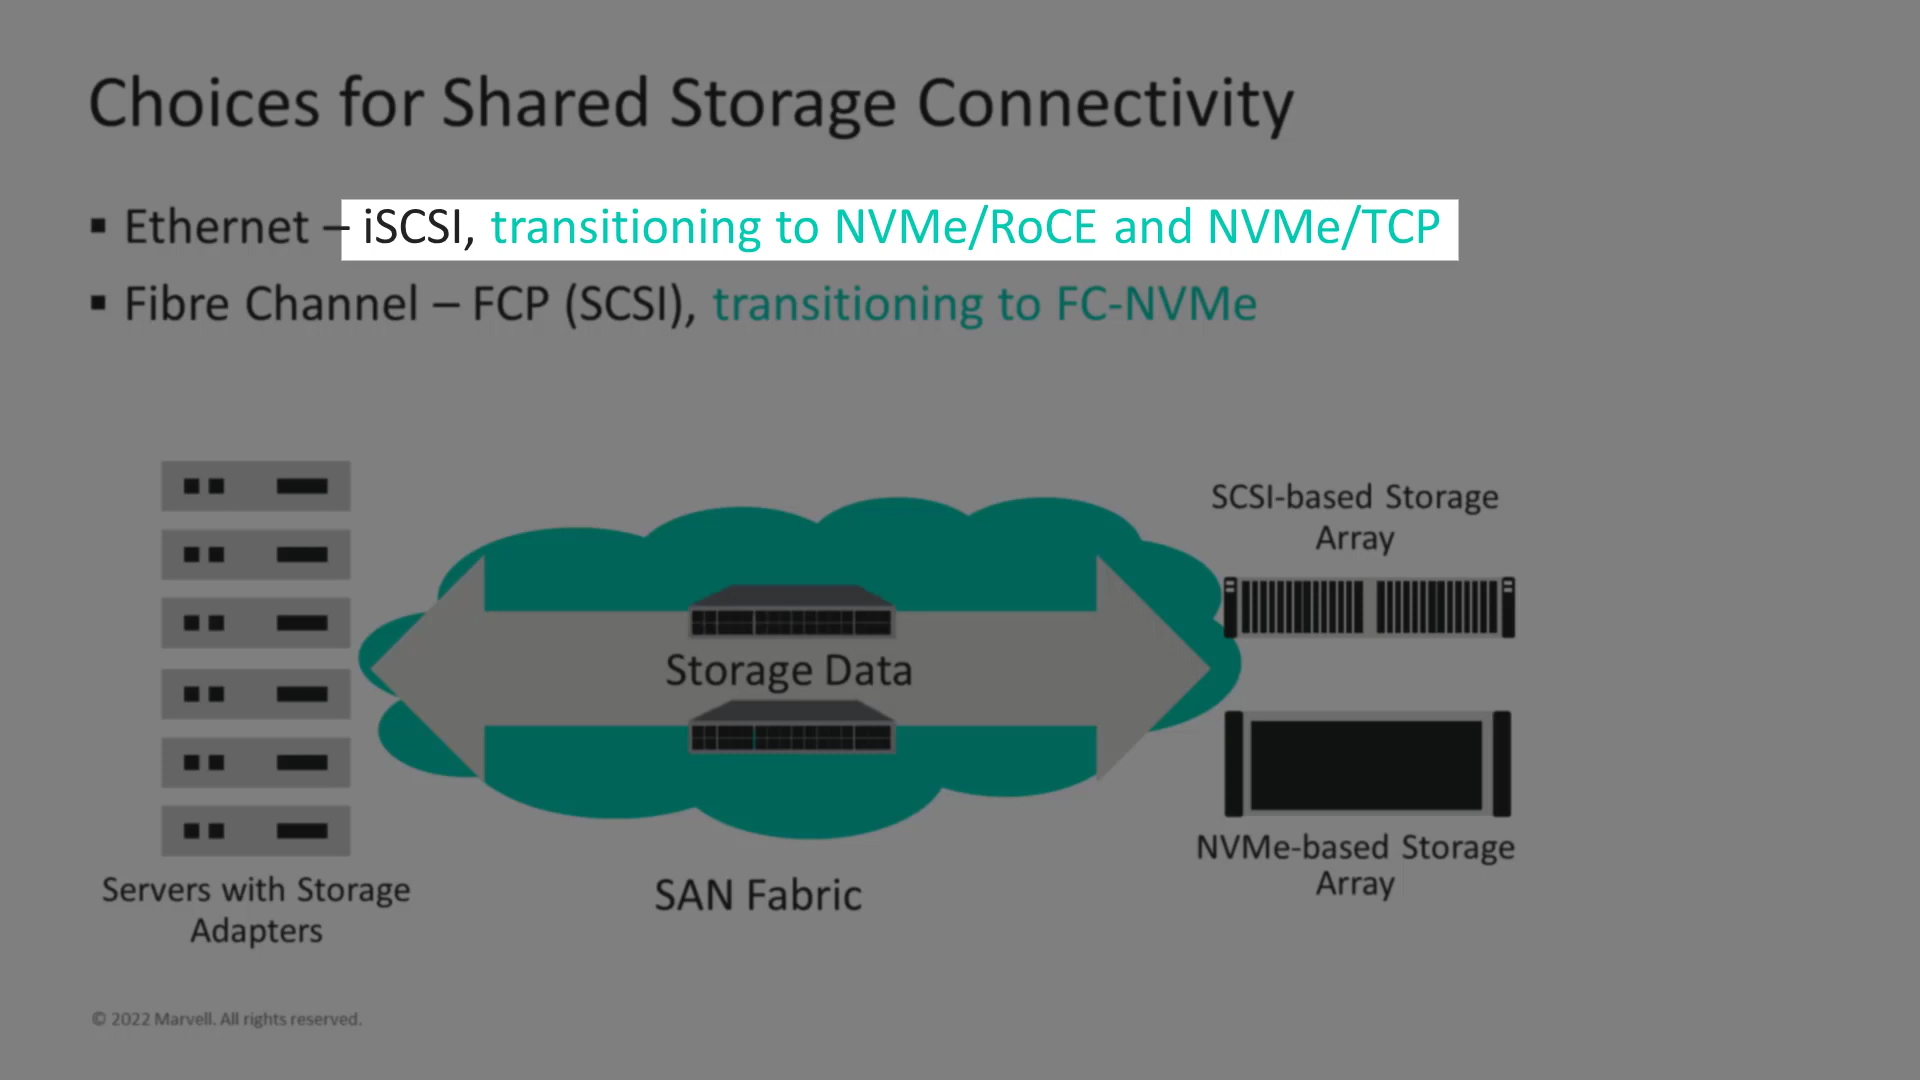 Choices for Shared Storage Connectivity
▪ Ethernet – iSCSI, transitioning to NVMe/RoCE and NVMe/TCP
▪ Fibre Channel – FCP (SCSI), transitioning to FC-NVMe
SCSI-based Storage
Array
Storage Data
NVMe-based Storage
Array
Servers with Storage
Adapters
SAN Fabric
© 2022 Marvell. All rights reserved.